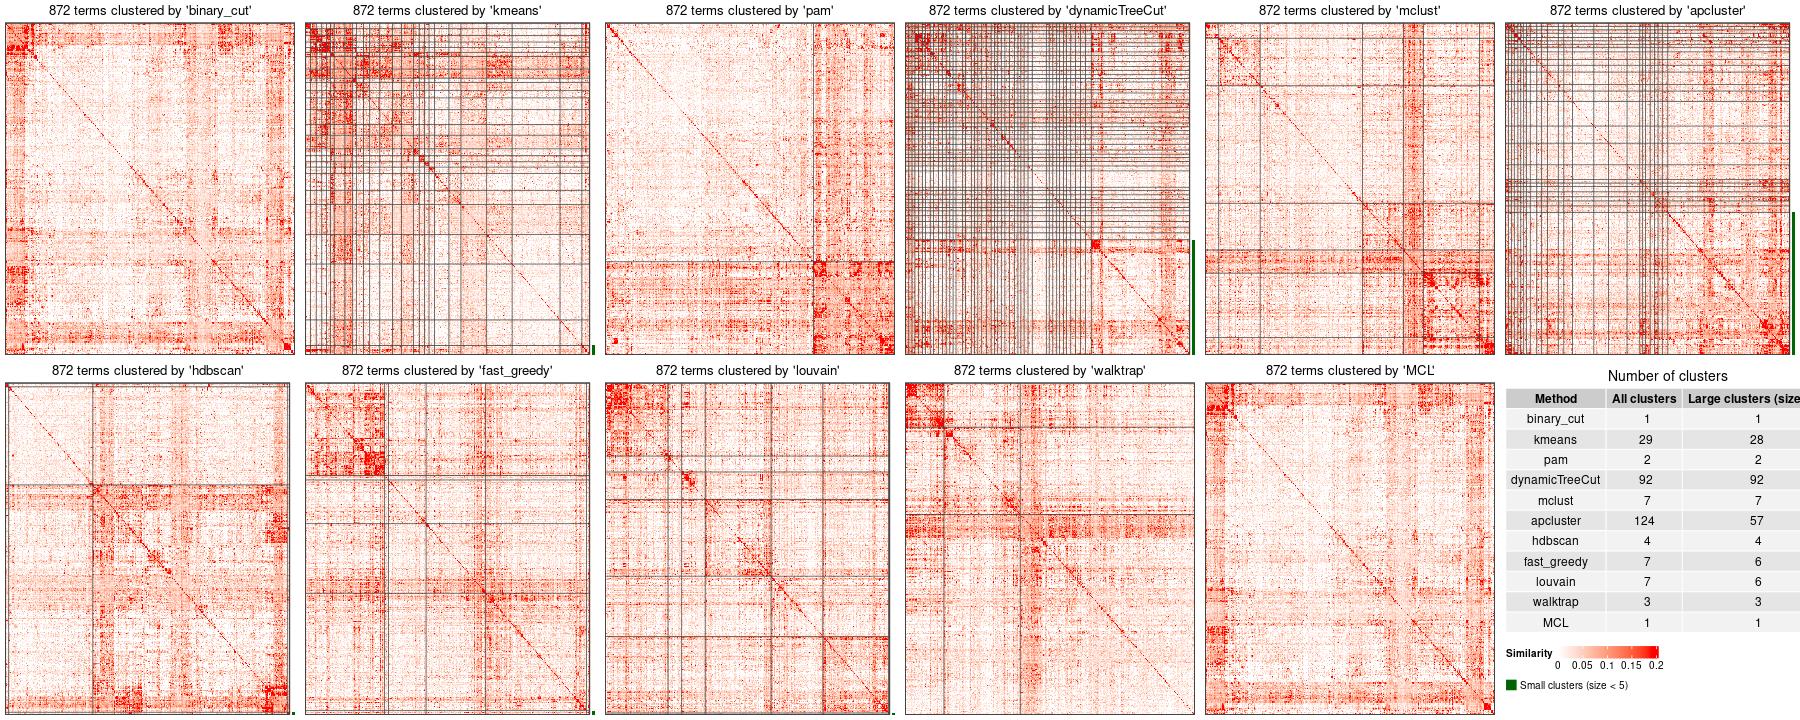 872 terms clustered by 'binary_cut'
872 terms clustered by 'kmeans'
872 terms clustered by 'pam'
872 terms clustered by 'dynamicTreeCut'
872 terms clustered by 'mclust'
872 terms clustered by 'apcluster'
872 terms clustered by 'hdbscan'
872 terms clustered by 'fast_greedy'
872 terms clustered by 'louvain'
872 terms clustered by 'walktrap'
872 terms clustered by 'MCL'
Number of clusters
Method All clusters Large clusters (size
binary_cut 1 1
kmeans 29 28
pam 2 2
dynamicTreeCut 92 92
mclust 7 7
apcluster 124 57
hdbscan 4 4
fast_greedy 7 6
louvain 7 6
walktrap 3 3
MCL 1 1
Similarity
0 0.05 0.1 0.15 0.2
Small clusters (size < 5)